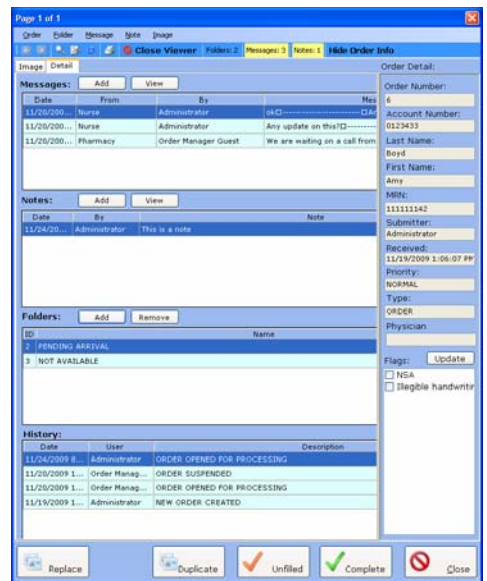 Page 1 of 1
Order Folder Message Note Image
Close Viewer Folders: 2 Messages: 3 Notes: 1 Hide Order Info
Image Detail Order Detail:
Messages: Add View
Date From By Mes
11/20/200... Nurse Administrator
11/20/200... Nurse Administrator Any update on this?□---------
11/20/200... Pharmacy Order Manager Guest We are waiting on a call from
Notes: Add View
Date By Note
11/24/20... Administrator This is a note
Folders: Add Remove
ID Name
2 PENDING ARRIVAL
3 NOT AVAILABLE
History:
Date User Description
11/24/2009 8... Administrator ORDER OPENED FOR PROCESSING
11/20/2009 1... Order Manag... ORDER SUSPENDED
11/20/2009 1... Order Manag... ORDER OPENED FOR PROCESSING
11/19/2009 1... Administrator NEW ORDER CREATED
Order Number:
6
Account Number:
0123433
Last Name:
Boyd
First Name:
Amy
MRN:
111111142
Submitter:
Administrator
Received:
11/19/2009 1:06:07 PM
Priority:
NORMAL
Type:
ORDER
Physician
Flags: Update
NSA
Illegible handwritin
Replace Duplicate Unfilled Complete Close